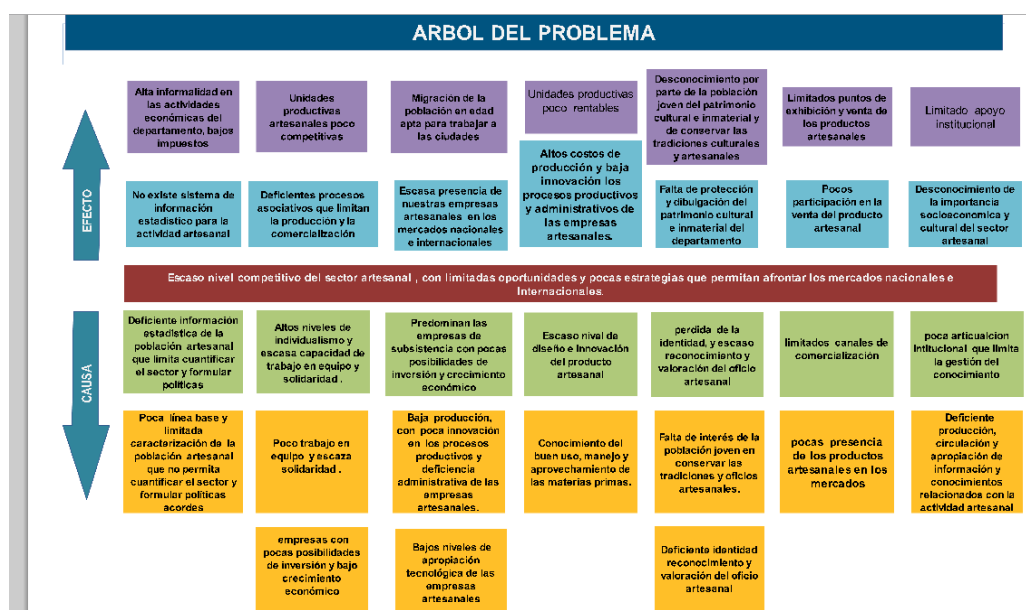 ARBOL DEL PROBLEMA
EFECTO
Alta informalidad en
las actividades
económicas del
departamento, bajos
impuestos
Unidades
productivas
artesanales poco
competitivas
Migración de la
población en edad
apta para trabajar a
las ciudades
Unidades productivas
poco rentables
Desconocimiento por
parte de la población
joven del patrimonio
cultural e inmaterial y
de conservar las
tradiciones culturales
y artesanales
Limitados puntos de
exhibición y venta de
los productos
artesanales
Limitado apoyo
institucional
No existe sistema de
información
estadístico para la
actividad artesanal
Deficientes procesos
asociativos que limitan
la producción y la
comercialización
Escasa presencia de
nuestras empresas
artesanales en los
mercados nacionales
e internacionales
Altos costos de
producción y baja
innovación los
procesos productivos
y administrativos de
las empresas
artesanales.
Falta de protección
y divulgación del
patrimonio cultural
e inmaterial del
departamento
Pocos
participación en la
venta del producto
artesanal
Desconocimiento de
la importancia
socioeconomica y
cultural del sector
artesanal
Escaso nivel competitivo del sector artesanal , con limitadas oportunidades y pocas estrategias que permitan afrontar los mercados nacionales e
Internacionales.
CAUSA
Deficiente información
estadística de la
población artesanal
que limita cuantificar
el sector y formular
políticas
Altos niveles de
individualismo y
escasa capacidad de
trabajo en equipo y
solidaridad .
Predominan las
empresas de
subsistencia con pocas
posibilidades de
inversión y crecimiento
económico
Escaso nivel de
diseño e innovación
del producto
artesanal
perdida de la
identidad, y escaso
reconocimiento y
valoración del oficio
artesanal
limitados canales de
comercialización
poca articualcion
intitucional que limita
la gestión del
conocimiento
Poca línea base y
limitada
caracterización de la
población artesanal
que no permita
cuantificar el sector y
formular políticas
acordes
Poco trabajo en
equipo y escaza
solidaridad .
Baja producción,
con poca innovación
en los procesos
productivos y
deficiencia
administrativa de las
empresas
artesanales.
Conocimiento del
buen uso, manejo y
aprovechamiento de
las materias primas.
Falta de interés de la
población joven en
conservar las
tradiciones y oficios
artesanales.
pocas presencia
de los productos
artesanales en los
mercados
Deficiente
producción,
circulación y
apropiación de
información y
conocimientos
relacionados con la
actividad artesanal
empresas con
pocas posibilidades
de inversión y bajo
crecimiento
económico
Bajos niveles de
apropiación
tecnológica de las
empresas
artesanales
Deficiente identidad
reconocimiento y
valoración del oficio
artesanal